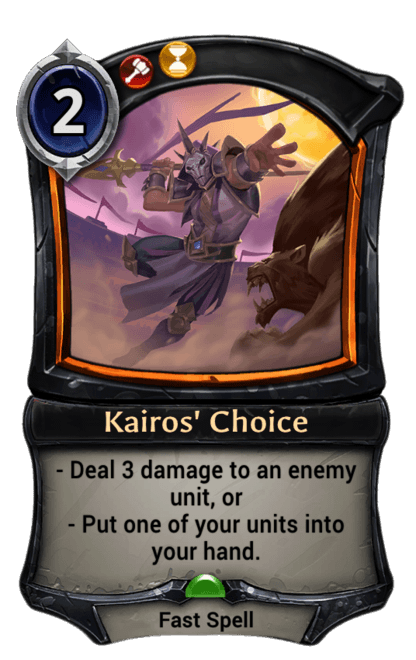 2
Kairos' Choice
- Deal 3 damage to an enemy
unit, or
- Put one of your units into
your hand.
Fast Spell